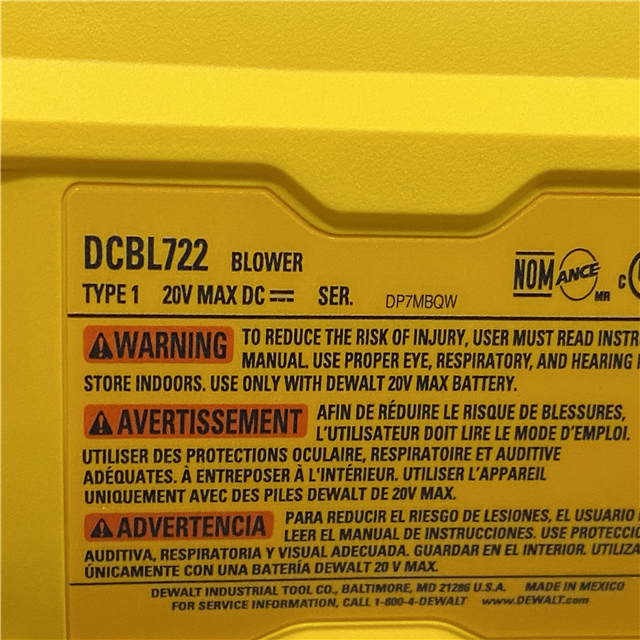 DCBL722 BLOWER
TYPE 1 20V MAX DC SER. DP7MBQW
NOM ANCE MR C
WARNING TO REDUCE THE RISK OF INJURY, USER MUST READ INSTR
MANUAL. USE PROPER EYE, RESPIRATORY, AND HEARING
STORE INDOORS. USE ONLY WITH DEWALT 20V MAX BATTERY.
AVERTISSEMENT AFIN DE RÉDUIRE LE RISQUE DE BLESSURES,
L'UTILISATEUR DOIT LIRE LE MODE D'EMPLOI.
UTILISER DES PROTECTIONS OCULAIRE, RESPIRATOIRE ET AUDITIVE
ADÉQUATES. À ENTREPOSER À L'INTÉRIEUR. UTILISER L'APPAREIL
UNIQUEMENT AVEC DES PILES DEWALT DE 20V MAX.
ADVERTENCIA PARA REDUCIR EL RIESGO DE LESIONES, EL USUARIO
LEER EL MANUAL DE INSTRUCCIONES. USE PROTECCIO
AUDITIVA, RESPIRATORIA Y VISUAL ADECUADA. GUARDAR EN EL INTERIOR. UTILIZA
ÚNICAMENTE CON UNA BATERÍA DEWALT 20 V MAX.
DEWALT INDUSTRIAL TOOL CO., BALTIMORE, MD 21286 U.S.A. MADE IN MEXICO
FOR SERVICE INFORMATION, CALL 1-800-4-DEWALT www.DEWALT.com